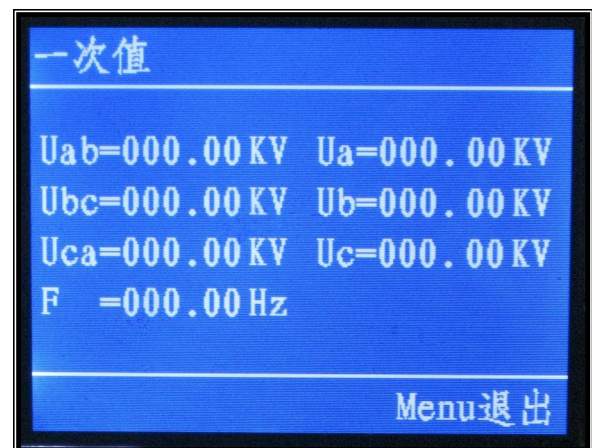 一次值
Uab=000.00KV Ua=000.00KV
Ubc=000.00KV Ub=000.00KV
Uca=000.00KV Uc=000.00KV
F =000.00Hz
Menu退出